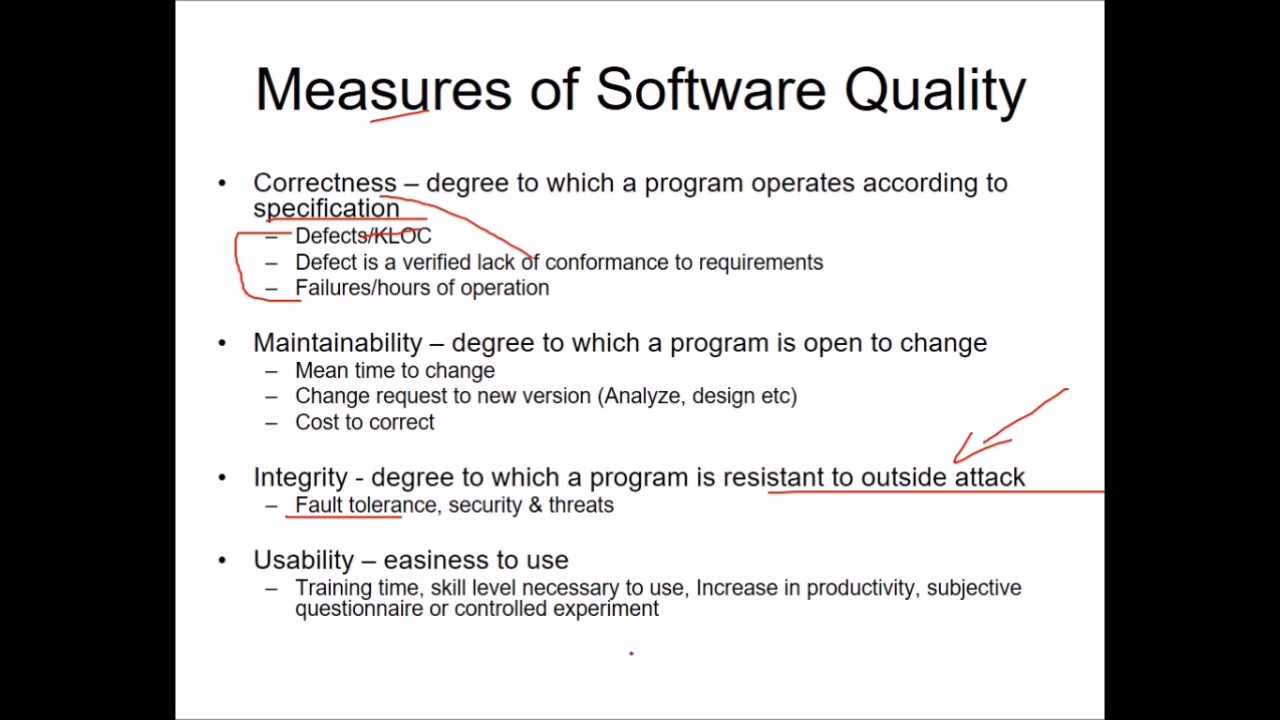 Measures of Software Quality
• Correctness – degree to which a program operates according to
specification
– Defects/KLOC
– Defect is a verified lack of conformance to requirements
– Failures/hours of operation
• Maintainability – degree to which a program is open to change
– Mean time to change
– Change request to new version (Analyze, design etc)
– Cost to correct
• Integrity - degree to which a program is resistant to outside attack
– Fault tolerance, security & threats
• Usability – easiness to use
– Training time, skill level necessary to use, Increase in productivity, subjective
questionnaire or controlled experiment